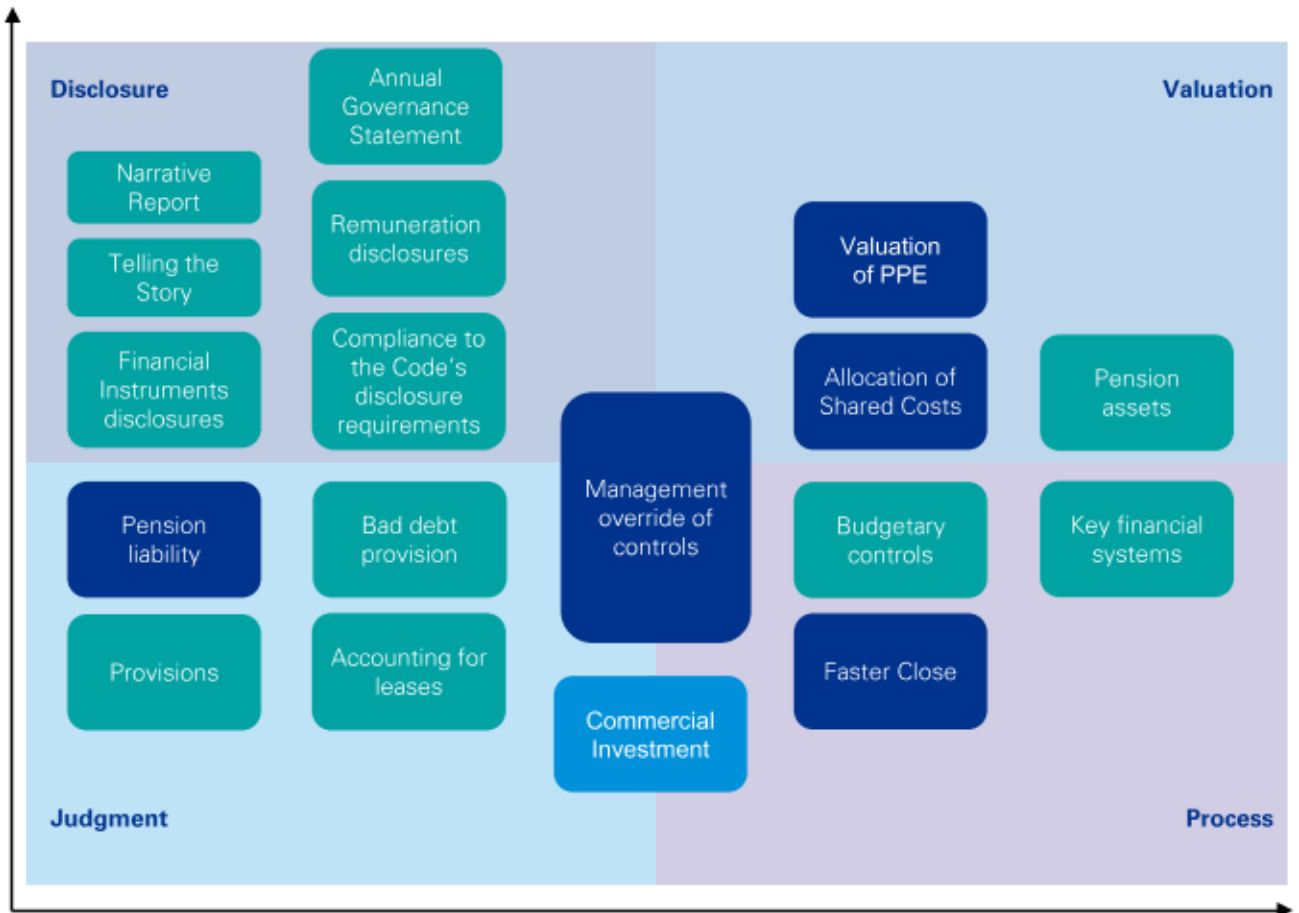 Disclosure
Annual
Governance
Statement
Narrative
Report
Remuneration
disclosures
Telling the
Story
Financial
Instruments
disclosures
Compliance to
the Code's
disclosure
requirements
Valuation
Valuation
of PPE
Allocation of
Shared Costs
Pension
assets
Management
override of
controls
Pension
liability
Bad debt
provision
Provisions
Accounting for
leases
Judgment
Commercial
Investment
Budgetary
controls
Key financial
systems
Faster Close
Process